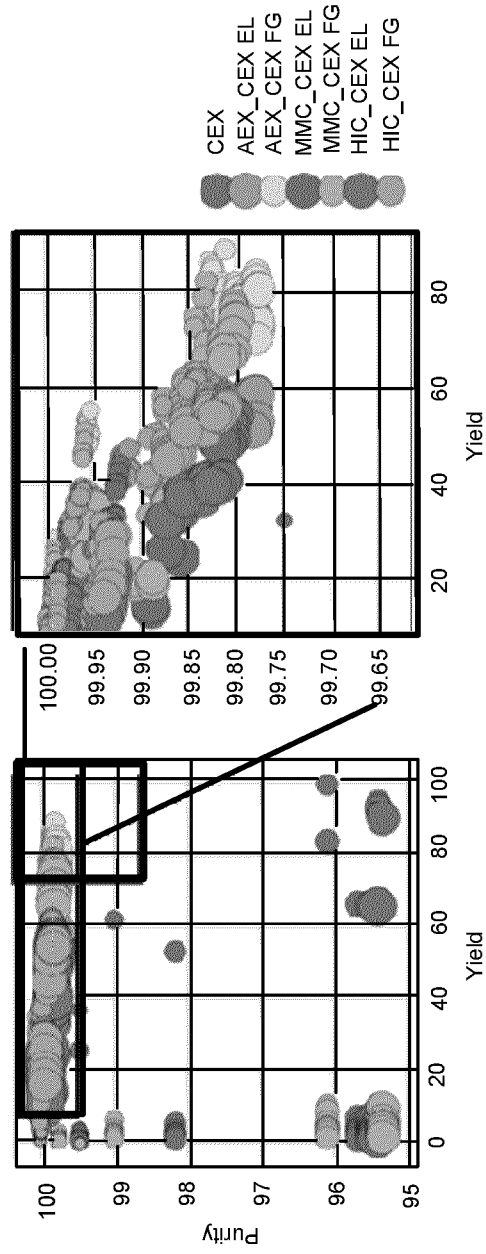 Purity
100
99
98
97
96
95
0
20
40
60
80
100
Yield
100.00
99.95
99.90
99.85
99.80
99.75
99.70
99.65
20
40
60
80
Yield
CEX
AEX_CEX EL
AEX_CEX FG
MMC_CEX EL
MMC_CEX FG
HIC_CEX EL
HIC_CEX FG